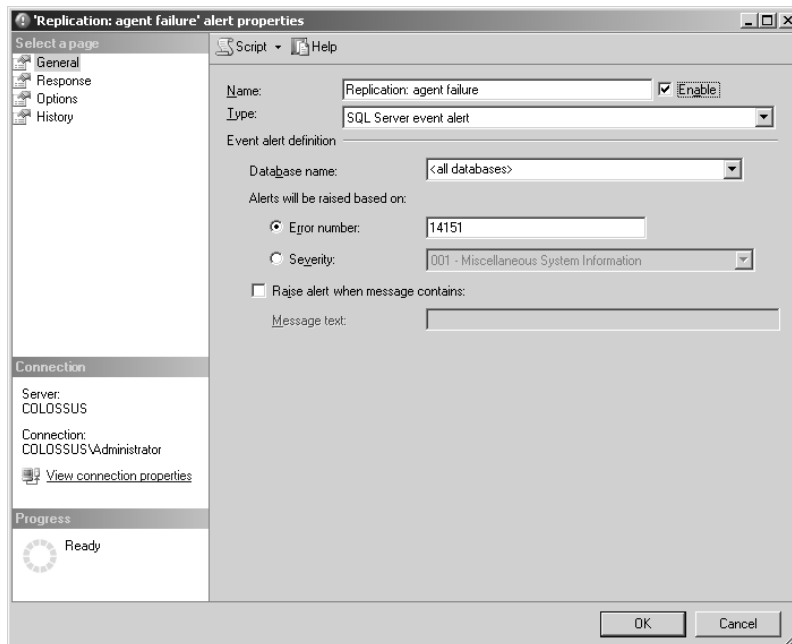 'Replication: agent failure' alert properties
Select a page
General
Response
Options
History
Script
Help
Name:
Replication: agent failure
Enable
Type:
SQL Server event alert
Event alert definition
Database name:
<all databases>
Alerts will be raised based on:
Error number:
14151
Severity:
001 - Miscellaneous System Information
Raise alert when message contains:
Message text:
Connection
Server:
COLOSSUS
Connection:
COLOSSUS\Administrator
View connection properties
Progress
Ready
OK
Cancel